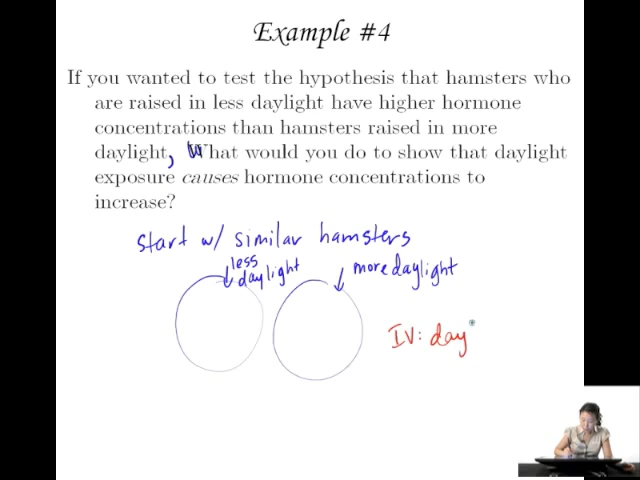 Example #4
If you wanted to test the hypothesis that hamsters who
are raised in less daylight have higher hormone
concentrations than hamsters raised in more
daylight, What would you do to show that daylight
exposure causes hormone concentrations to
increase?
start w/ similar hamsters
less
daylight
more daylight
IV: day